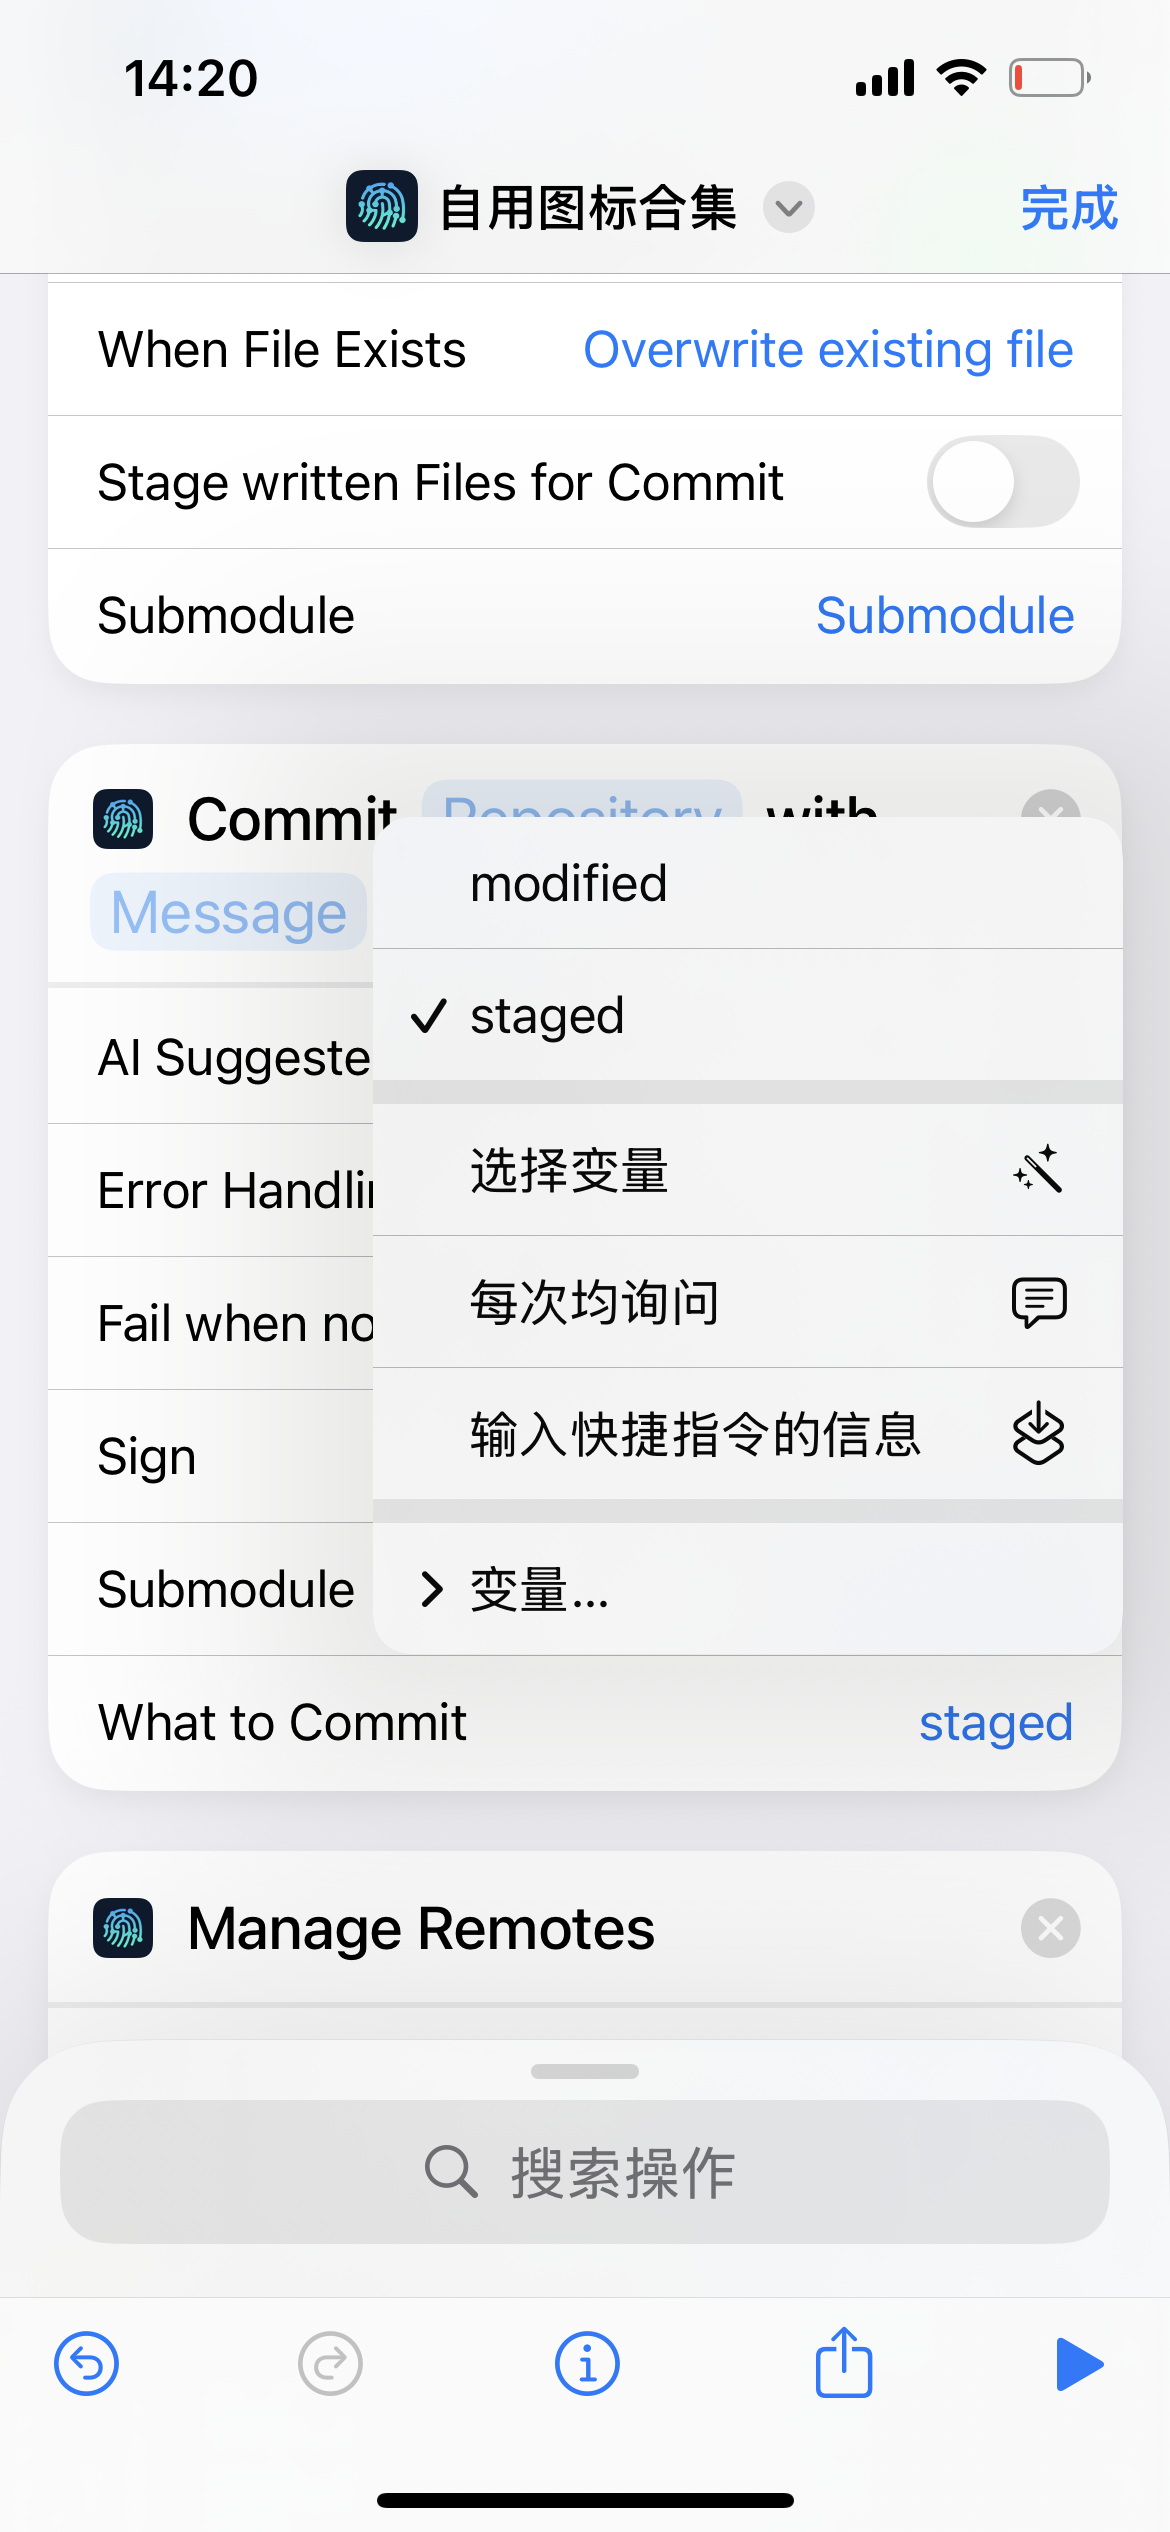 14:20
自用图标合集
完成
When File Exists
Overwrite existing file
Stage written Files for Commit
Submodule
Submodule
Commit Repository with
Message
modified
staged
AI Suggeste
选择变量
Error Handlin
每次均询问
Fail when no
输入快捷指令的信息
Sign
变量...
Submodule
What to Commit
staged
Manage Remotes
搜索操作